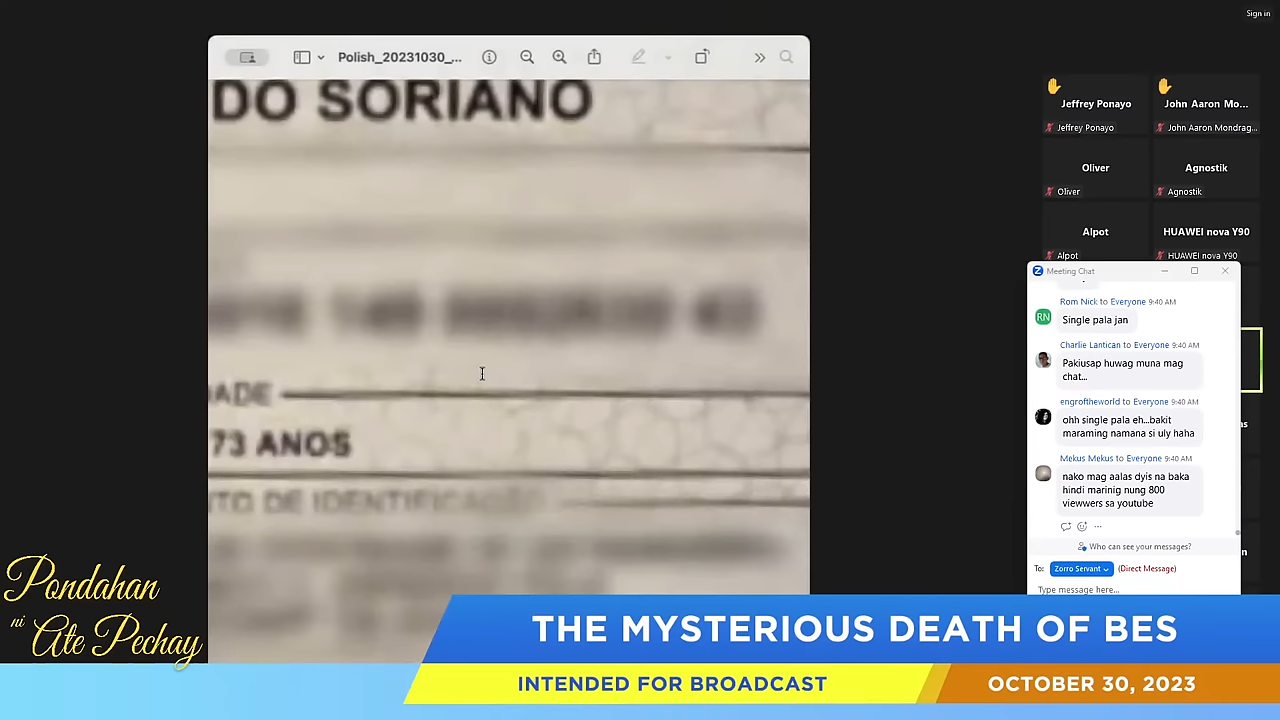 Sign in
Polish_20231030_...
DO SORIANO
ADE
73 ANOS
TO DE IDENTIFICAÇÃO
Jeffrey Ponayo
John Aaron Mo...
Jeffrey Ponayo
John Aaron Mondrag...
Oliver
Agnostik
Oliver
Agnostik
Alpot
HUAWEI nova Y90
Alpot
HUAWEI nova Y90
Meeting Chat
Rom Nick to Everyone 9:40 AM
RN
Single pala jan
Charlie Lantican to Everyone 9:40 AM
Pakiusap huwag muna mag
chat...
engroftheworld to Everyone 9:40 AM
ohh single pala eh...bakit
maraming namana si uly haha
Mekus Mekus to Everyone 9:40 AM
nako mag aalas dyis na baka
hindi marinig nung 800
viewwers sa youtube
Who can see your messages?
To: Zorro Servant (Direct Message)
Type message here...
Pondahan
ni Ate Pechay
THE MYSTERIOUS DEATH OF BES
INTENDED FOR BROADCAST
OCTOBER 30, 2023